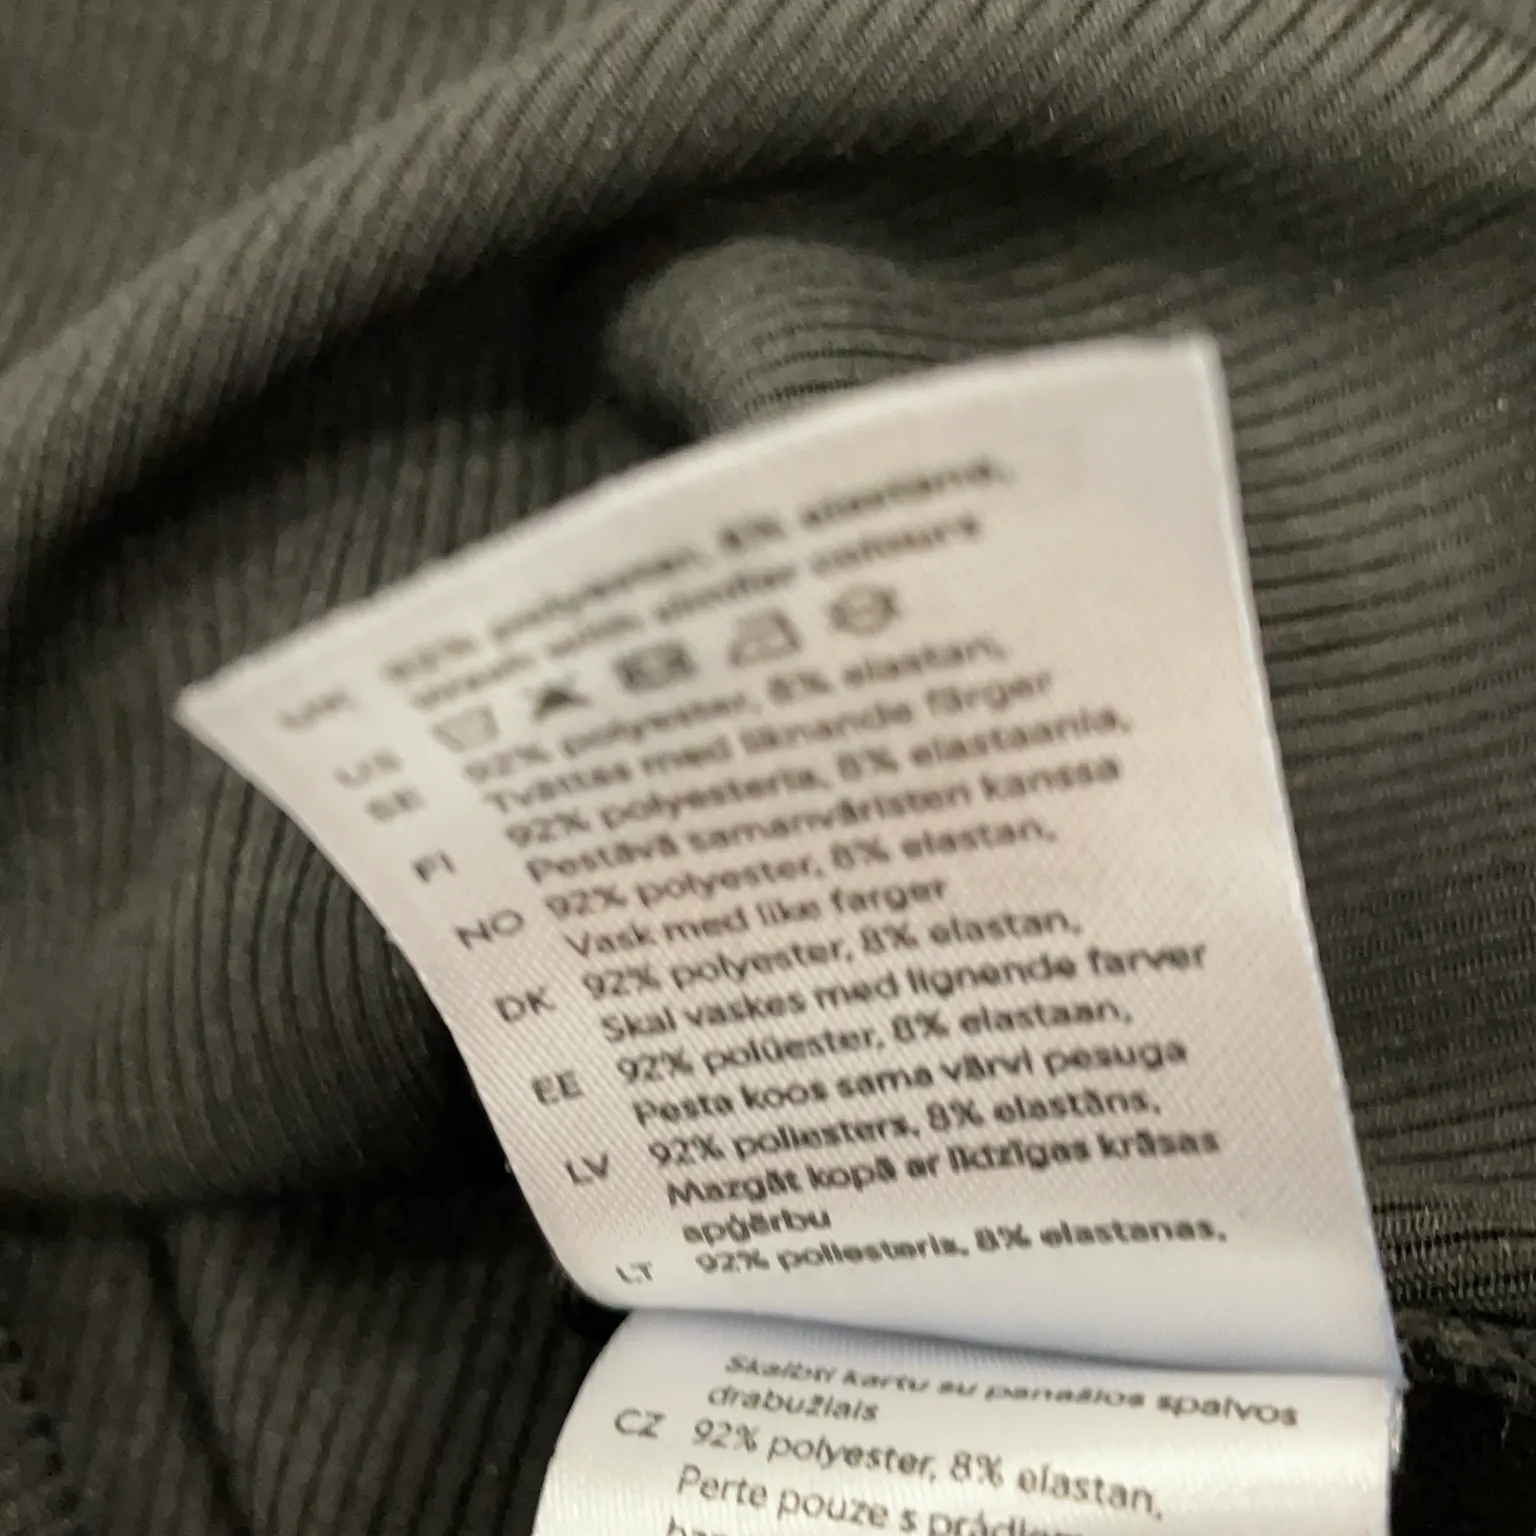 UK 92% polyester, 8% elastane,
Wash with similar colours
US
SE 92% polyester, 8% elastan,
Tvättas med liknande färger
FI 92% polyesteria, 8% elastaania,
Pestävä samanväristen kanssa
NO 92% polyester, 8% elastan,
Vask med like farger
DK 92% polyester, 8% elastan,
Skal vaskes med lignende farver
EE 92% polüester, 8% elastaan,
Pesta koos sama värvi pesuga
LV 92% poliesters, 8% elastāns,
Mazgāt kopā ar līdzīgas krāsas
apģērbu
LT 92% poliesteris, 8% elastanas,
Skalbti kartu su panašios spalvos
drabužiais
CZ 92% polyester, 8% elastan,
Perte pouze s